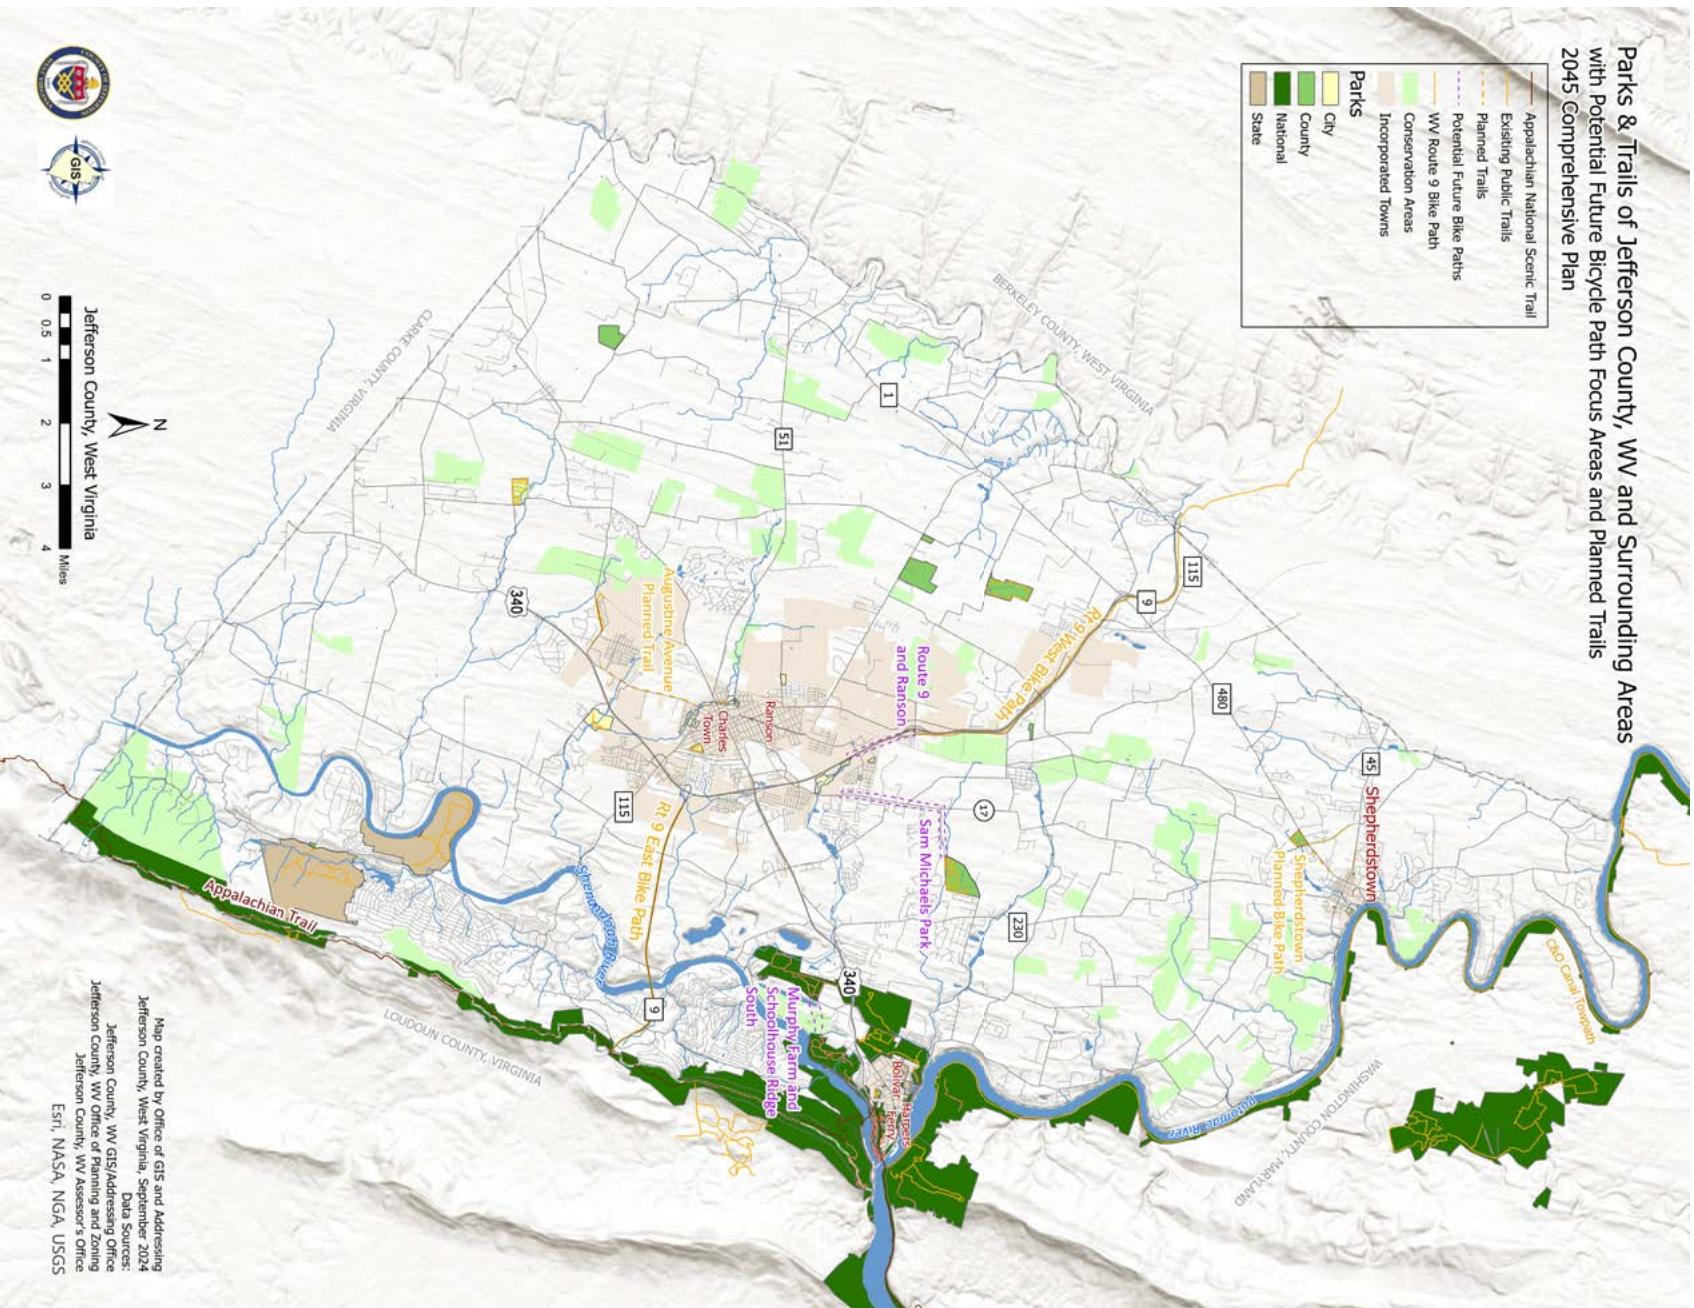 Parks & Trails of Jefferson County, WV and Surrounding Areas
with Potential Future Bicycle Path Focus Areas and Planned Trails
2045 Comprehensive Plan
Appalachian National Scenic Trail
Exisiting Public Trails
Planned Trails
Potential Future Bike Paths
WV Route 9 Bike Path
Conservation Areas
Incorporated Towns
Parks
City
County
National
State
BERKELEY COUNTY, WEST VIRGINIA
CLARKE COUNTY, VIRGINIA
LOUDOUN COUNTY, VIRGINIA
WASHINGTON COUNTY, MARYLAND
C&O Canal Towpath
Shepherdstown
Shepherdstown
Planned Bike Path
Potomac River
45
480
115
9
Rt 9 West Bike Path
17
230
1
51
Route 9
and Ranson
Sam Michaels Park
Ranson
Charles
Town
Augustine Avenue
Planned Trail
340
340
115
Rt 9 East Bike Path
9
Shenandoah River
Harpers
Ferry
Bolivar
Murphy Farm and
Schoolhouse Ridge
South
Appalachian Trail
GIS
Jefferson County, West Virginia
N
0 0.5 1 2 3 4
Miles
Map created by Office of GIS and Addressing
Jefferson County, West Virginia, September 2024
Data Sources:
Jefferson County, WV GIS/Addressing Office
Jefferson County, WV Office of Planning and Zoning
Jefferson County, WV Assessor's Office
Esri, NASA, NGA, USGS